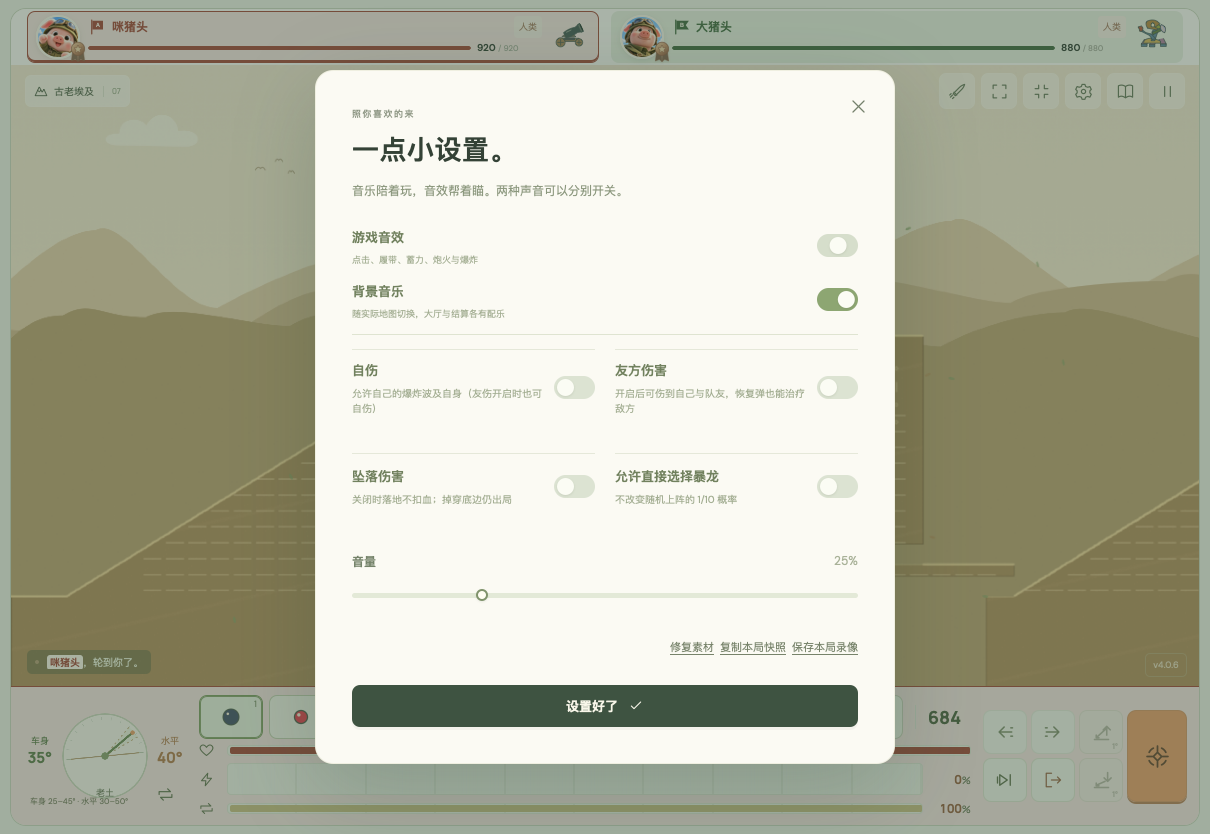 咪猪头
人类
920 / 920
大猪头
人类
880 / 880
古老埃及 07
照你喜欢的来
一点小设置。
音乐陪着玩，音效帮着瞄。两种声音可以分别开关。
游戏音效
点击、履带、蓄力、炮火与爆炸
背景音乐
随实际地图切换，大厅与结算各有配乐
自伤
允许自己的爆炸波及自身（友伤开启时也可
自伤）
友方伤害
开启后可伤到自己与队友，恢复弹也能治疗
敌方
坠落伤害
关闭时落地不扣血；掉穿底边仍出局
允许直接选择暴龙
不改变随机上阵的 1/10 概率
音量
25%
修复素材 复制本局快照 保存本局录像
设置好了
咪猪头，轮到你了。
v4.0.6
车身
35°
水平
40°
老土
车身 25–45° · 水平 30–50°
1
684
0%
100%
1°
1°